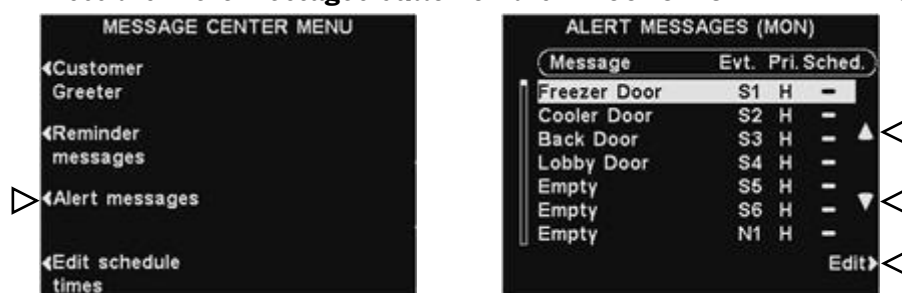 MESSAGE CENTER MENU
Customer
Greeter
Reminder
messages
Alert messages
Edit schedule
times
ALERT MESSAGES (MON)
Message Evt. Pri. Sched.
Freezer Door S1 H -
Cooler Door S2 H -
Back Door S3 H -
Lobby Door S4 H -
Empty S5 H -
Empty S6 H -
Empty N1 H -
Edit